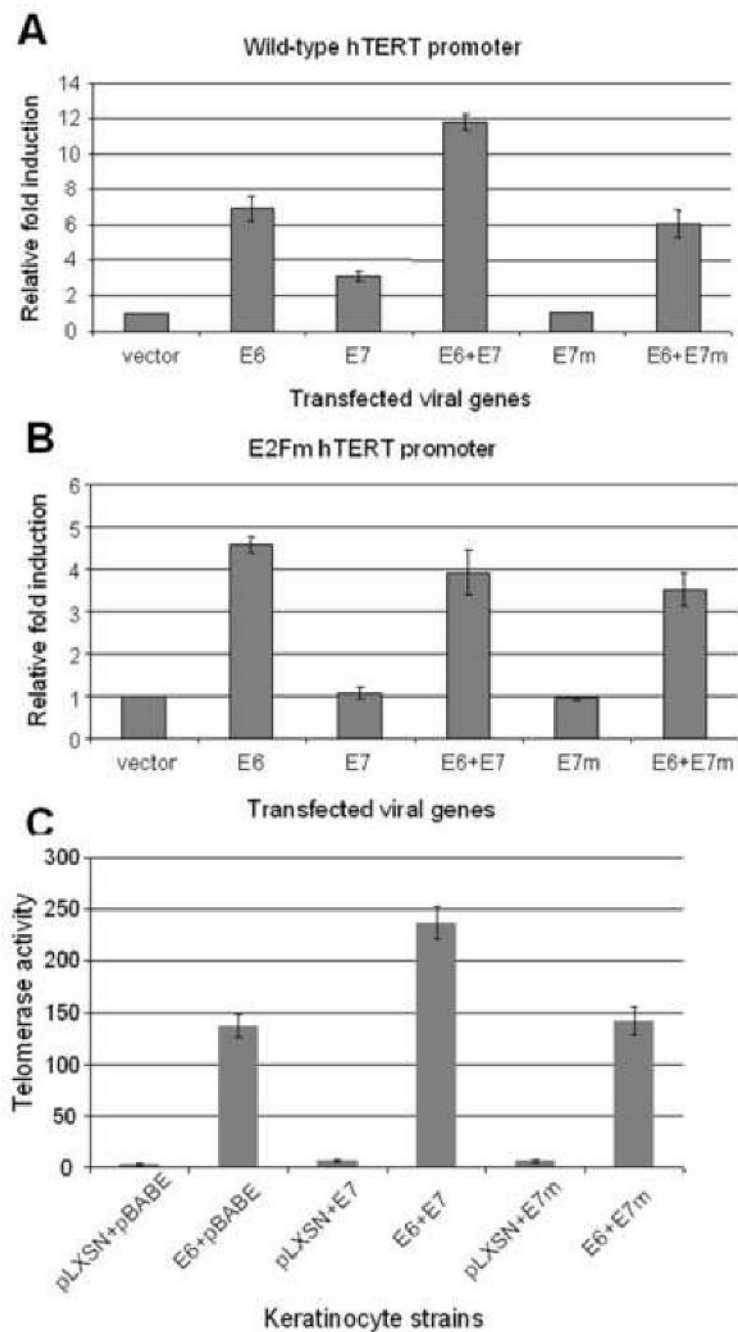 A
Wild-type hTERT promoter
Relative fold induction
14
12
10
8
6
4
2
0
vector E6 E7 E6+E7 E7m E6+E7m
Transfected viral genes
B
E2Fm hTERT promoter
Relative fold induction
6
5
4
3
2
1
0
vector E6 E7 E6+E7 E7m E6+E7m
Transfected viral genes
C
Telomerase activity
300
250
200
150
100
50
0
pLXSN+pBABE E6+pBABE pLXSN+E7 E6+E7 pLXSN+E7m E6+E7m
Keratinocyte strains